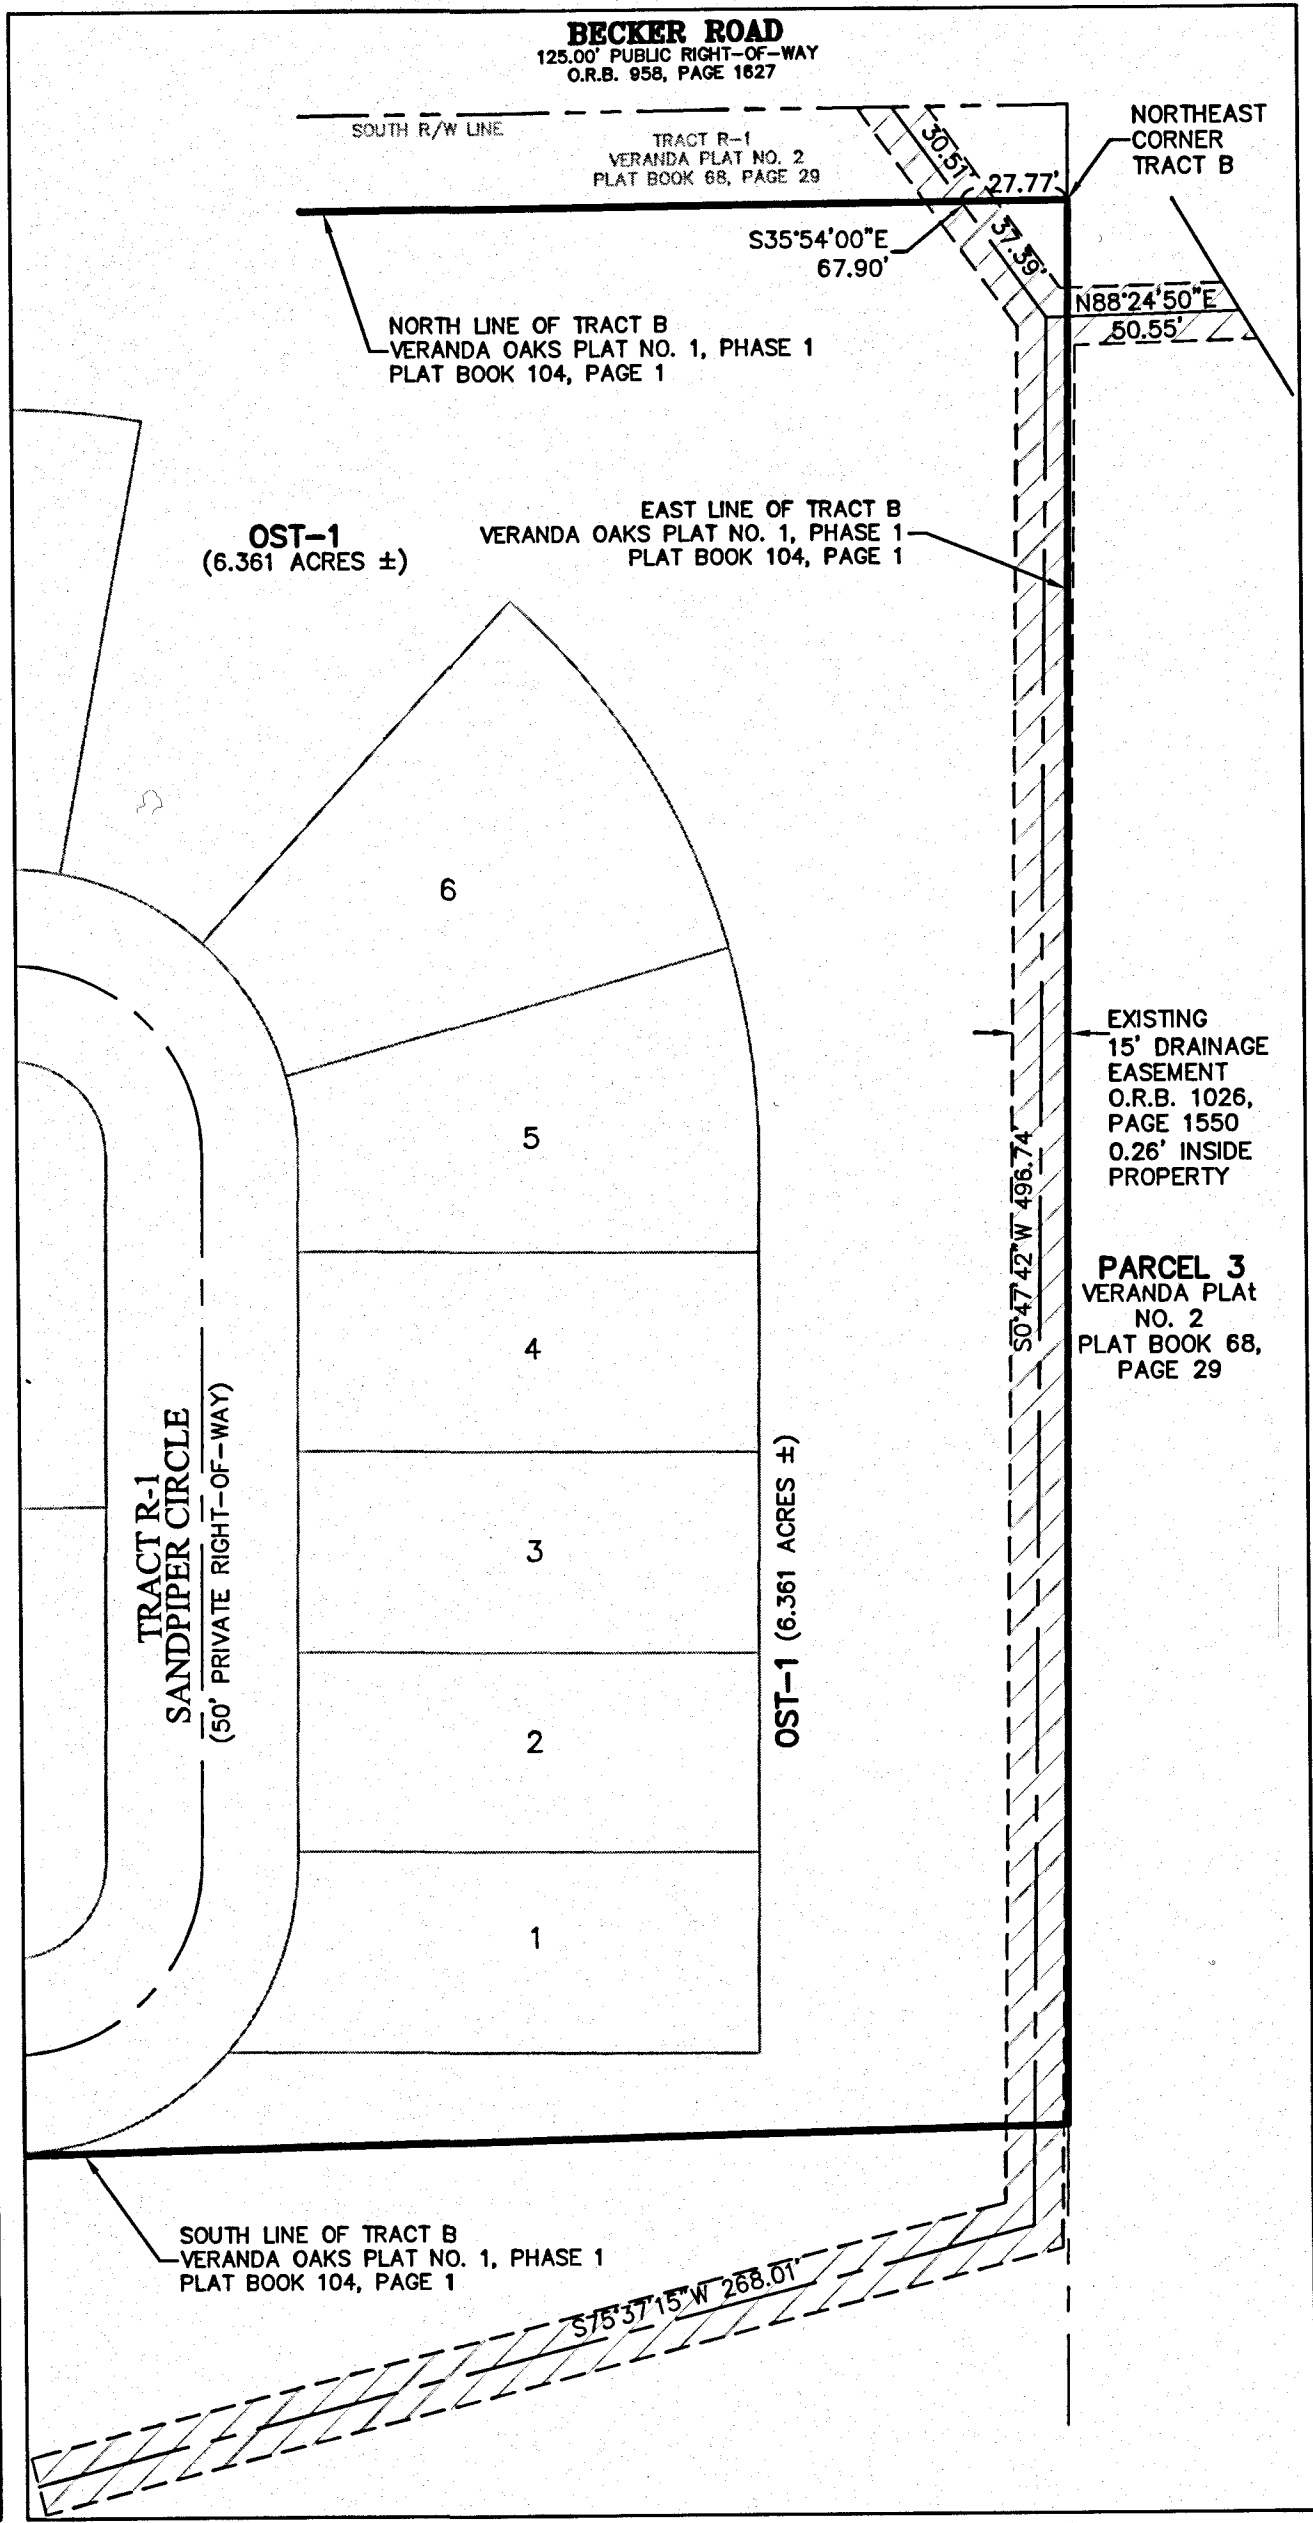 BECKER ROAD
125.00' PUBLIC RIGHT-OF-WAY
O.R.B. 958, PAGE 1627
SOUTH R/W LINE
TRACT R-1
VERANDA PLAT NO. 2
PLAT BOOK 68, PAGE 29
30.51'
27.77'
NORTHEAST
CORNER
TRACT B
S35°54'00"E
67.90'
37.39'
N88°24'50"E
50.55'
NORTH LINE OF TRACT B
VERANDA OAKS PLAT NO. 1, PHASE 1
PLAT BOOK 104, PAGE 1
OST-1
(6.361 ACRES ±)
EAST LINE OF TRACT B
VERANDA OAKS PLAT NO. 1, PHASE 1
PLAT BOOK 104, PAGE 1
6
5
4
3
2
1
EXISTING
15' DRAINAGE
EASEMENT
O.R.B. 1026,
PAGE 1550
0.26' INSIDE
PROPERTY
S0°47'42"W 496.74'
PARCEL 3
VERANDA PLAt
NO. 2
PLAT BOOK 68,
PAGE 29
TRACT R-1
SANDPIPER CIRCLE
(50' PRIVATE RIGHT-OF-WAY)
OST-1 (6.361 ACRES ±)
SOUTH LINE OF TRACT B
VERANDA OAKS PLAT NO. 1, PHASE 1
PLAT BOOK 104, PAGE 1
S75°37'15"W 268.01'